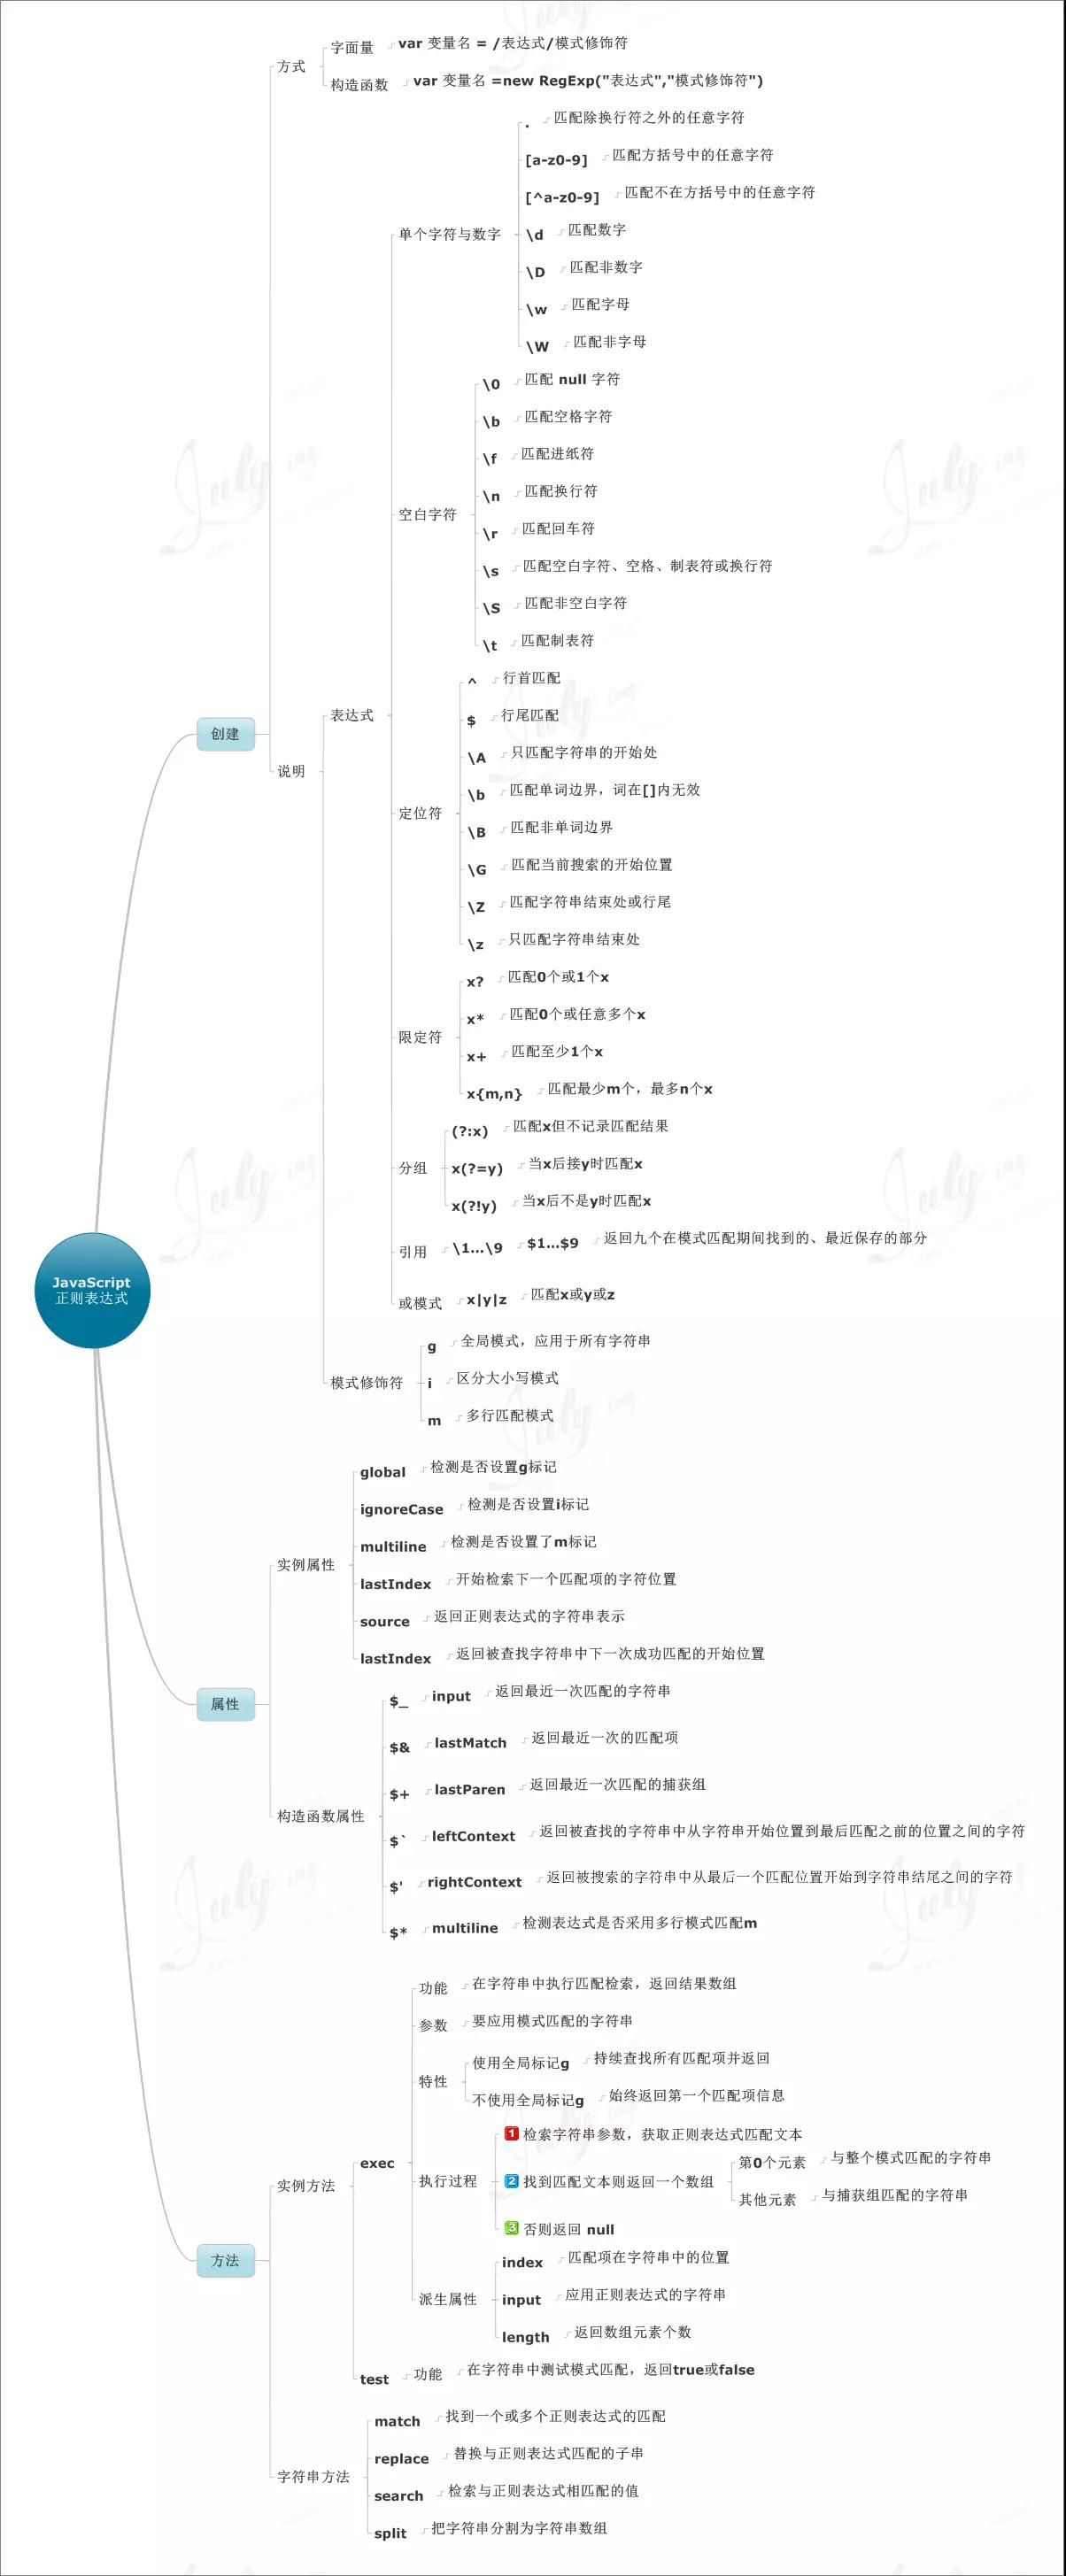 字面量 var 变量名 = /表达式/模式修饰符
方式
构造函数 var 变量名 =new RegExp("表达式","模式修饰符")
. 匹配除换行符之外的任意字符
[a-z0-9] 匹配方括号中的任意字符
[^a-z0-9] 匹配不在方括号中的任意字符
单个字符与数字 \d 匹配数字
\D 匹配非数字
\w 匹配字母
\W 匹配非字母
\0 匹配 null 字符
\b 匹配空格字符
\f 匹配进纸符
\n 匹配换行符
空白字符
\r 匹配回车符
\s 匹配空白字符、空格、制表符或换行符
\S 匹配非空白字符
\t 匹配制表符
^ 行首匹配
表达式 $ 行尾匹配
创建
\A 只匹配字符串的开始处
说明
\b 匹配单词边界，词在[]内无效
定位符
\B 匹配非单词边界
\G 匹配当前搜索的开始位置
\Z 匹配字符串结束处或行尾
\z 只匹配字符串结束处
x? 匹配0个或1个x
x* 匹配0个或任意多个x
限定符
x+ 匹配至少1个x
x{m,n} 匹配最少m个，最多n个x
(?:x) 匹配x但不记录匹配结果
分组 x(?=y) 当x后接y时匹配x
x(?!y) 当x后不是y时匹配x
引用 \1...\9 $1...$9 返回九个在模式匹配期间找到的、最近保存的部分
JavaScript
正则表达式
或模式 x|y|z 匹配x或y或z
g 全局模式，应用于所有字符串
模式修饰符 i 区分大小写模式
m 多行匹配模式
global 检测是否设置g标记
ignoreCase 检测是否设置i标记
multiline 检测是否设置了m标记
实例属性
lastIndex 开始检索下一个匹配项的字符位置
source 返回正则表达式的字符串表示
lastIndex 返回被查找字符串中下一次成功匹配的开始位置
属性
$_ input 返回最近一次匹配的字符串
$& lastMatch 返回最近一次的匹配项
$+ lastParen 返回最近一次匹配的捕获组
构造函数属性
$` leftContext 返回被查找的字符串中从字符串开始位置到最后匹配之前的位置之间的字符
$' rightContext 返回被搜索的字符串中从最后一个匹配位置开始到字符串结尾之间的字符
$* multiline 检测表达式是否采用多行模式匹配m
功能 在字符串中执行匹配检索，返回结果数组
参数 要应用模式匹配的字符串
使用全局标记g 持续查找所有匹配项并返回
特性
不使用全局标记g 始终返回第一个匹配项信息
1 检索字符串参数，获取正则表达式匹配文本
exec
第0个元素 与整个模式匹配的字符串
实例方法 执行过程 2 找到匹配文本则返回一个数组
其他元素 与捕获组匹配的字符串
3 否则返回 null
方法
index 匹配项在字符串中的位置
派生属性 input 应用正则表达式的字符串
length 返回数组元素个数
test 功能 在字符串中测试模式匹配，返回true或false
match 找到一个或多个正则表达式的匹配
replace 替换与正则表达式匹配的子串
字符串方法
search 检索与正则表达式相匹配的值
split 把字符串分割为字符串数组